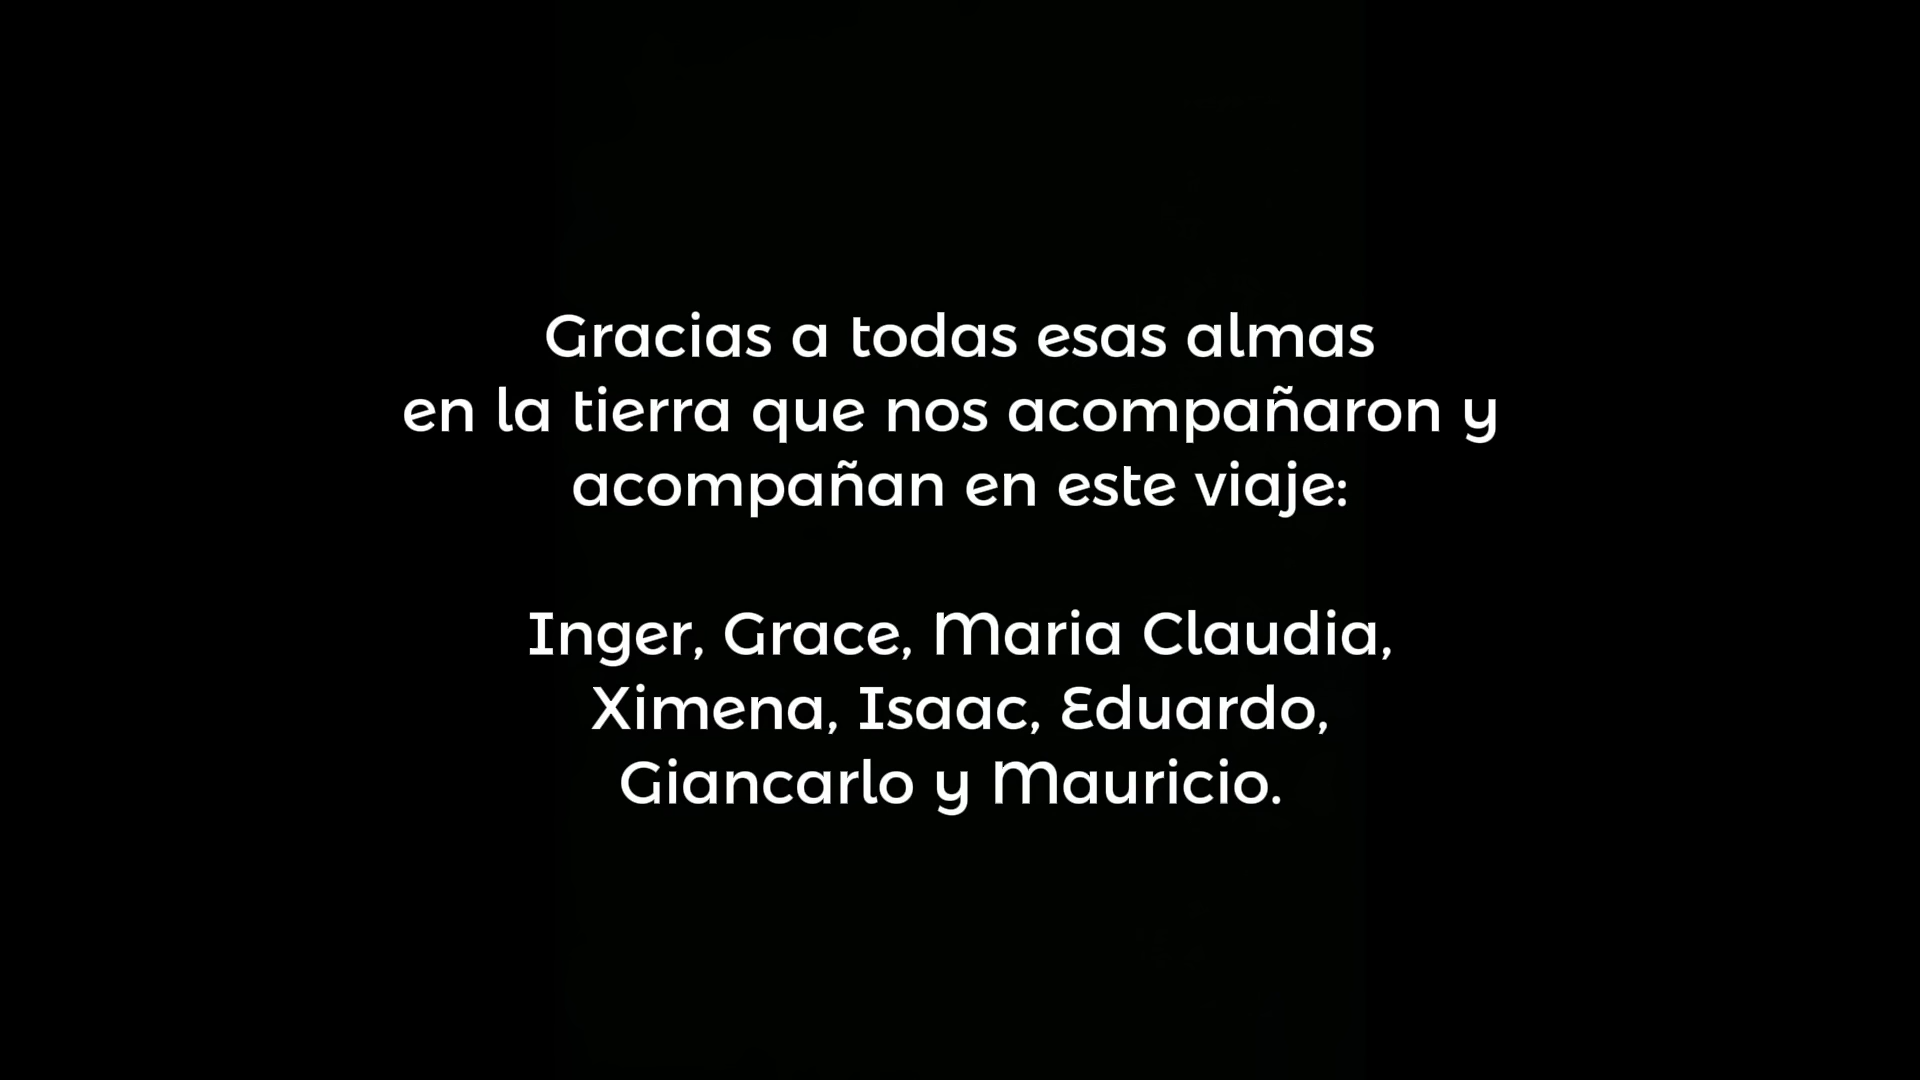 Gracias a todas esas almas
en la tierra que nos acompañaron y
acompañan en este viaje:
Inger, Grace, Maria Claudia,
Ximena, Isaac, Eduardo,
Giancarlo y Mauricio.